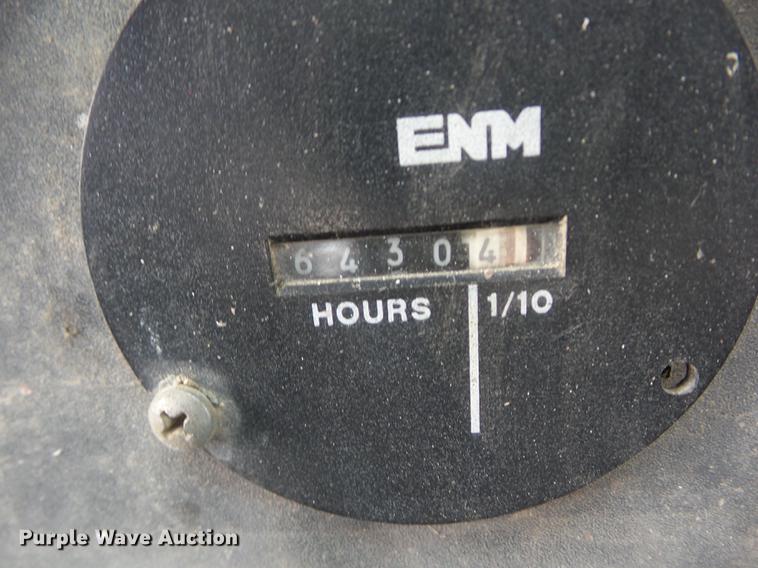 ENM
6 4 3 0 4
HOURS 1/10
Purple Wave Auction